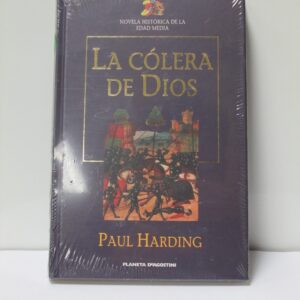 NOVELA HISTÓRICA DE LA
EDAD MEDIA
LA CÓLERA
DE DIOS
PAUL HARDING
PLANETA DEAGOSTINI